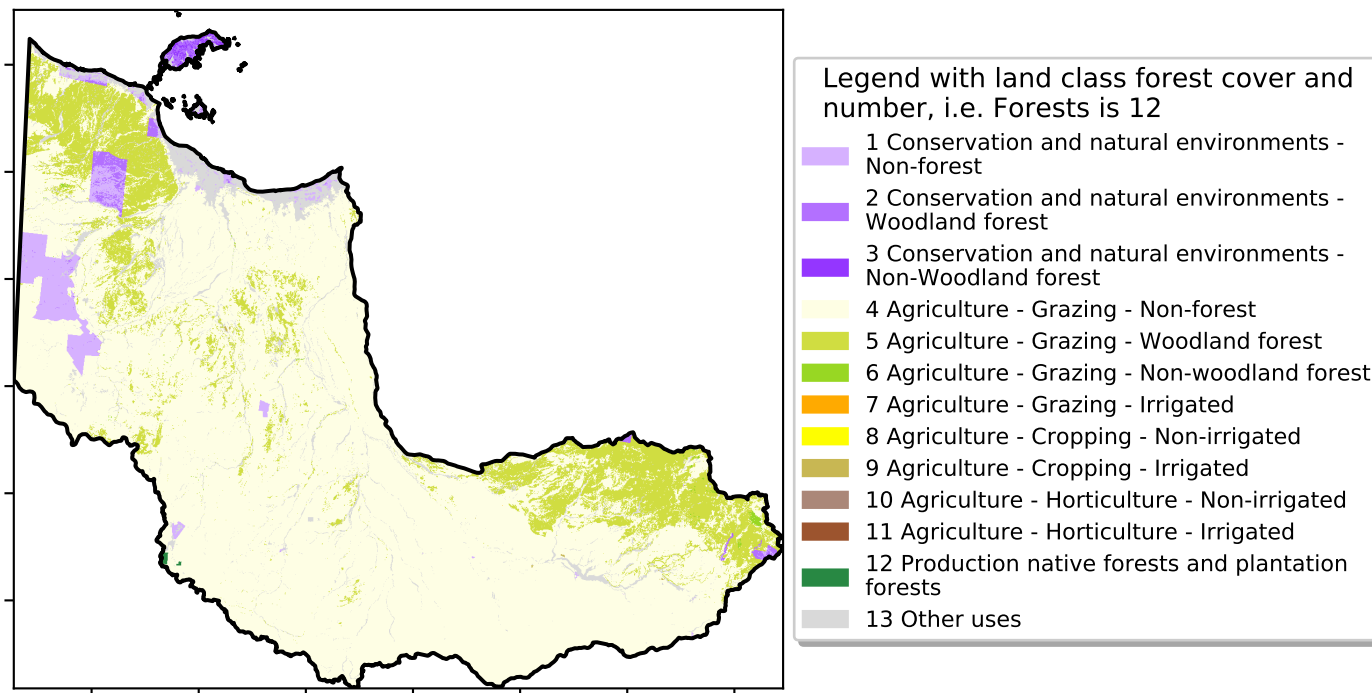 Legend with land class forest cover and
number, i.e. Forests is 12
1 Conservation and natural environments -
Non-forest
2 Conservation and natural environments -
Woodland forest
3 Conservation and natural environments -
Non-Woodland forest
4 Agriculture - Grazing - Non-forest
5 Agriculture - Grazing - Woodland forest
6 Agriculture - Grazing - Non-woodland forest
7 Agriculture - Grazing - Irrigated
8 Agriculture - Cropping - Non-irrigated
9 Agriculture - Cropping - Irrigated
10 Agriculture - Horticulture - Non-irrigated
11 Agriculture - Horticulture - Irrigated
12 Production native forests and plantation
forests
13 Other uses